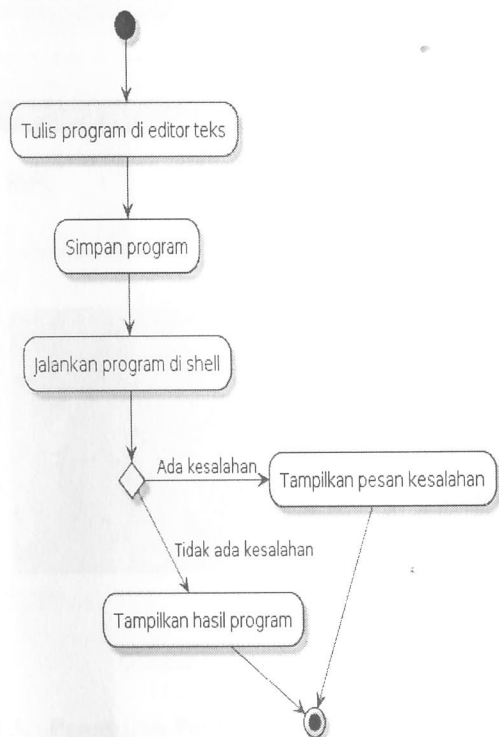 Tulis program di editor teks
Simpan program
Jalankan program di shell
Ada kesalahan
Tampilkan pesan kesalahan
Tidak ada kesalahan
Tampilkan hasil program